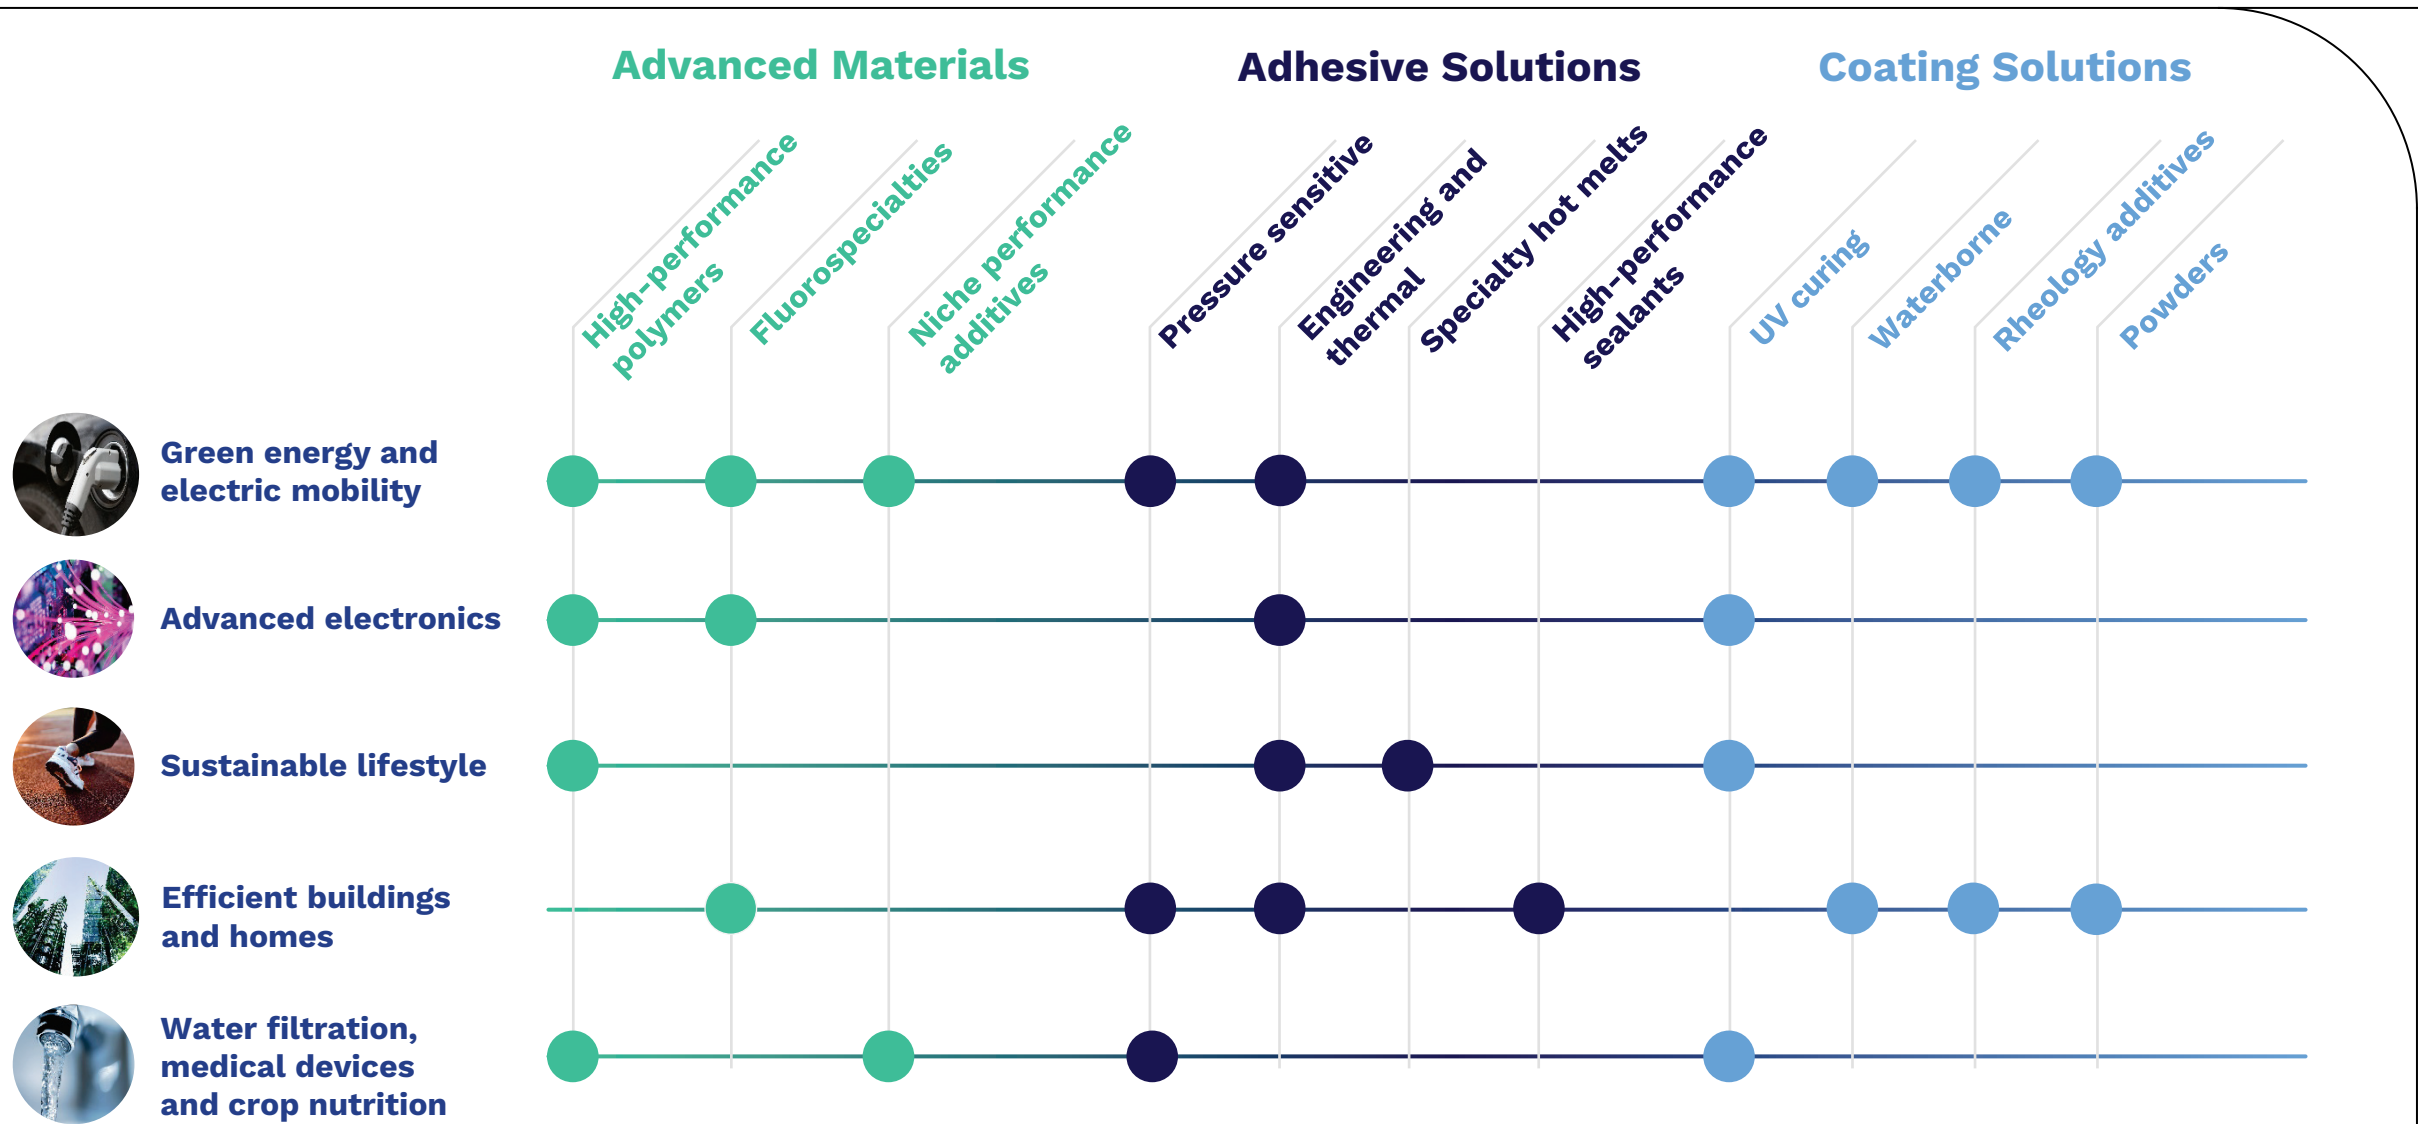 Advanced Materials
Adhesive Solutions
Coating Solutions
High-performance
polymers
Fluorospecialties
Niche performance
additives
Pressure sensitive
Engineering and
thermal
Specialty hot melts
High-performance
sealants
UV curing
Waterborne
Rheology additives
Powders
Green energy and
electric mobility
Advanced electronics
Sustainable lifestyle
Efficient buildings
and homes
Water filtration,
medical devices
and crop nutrition